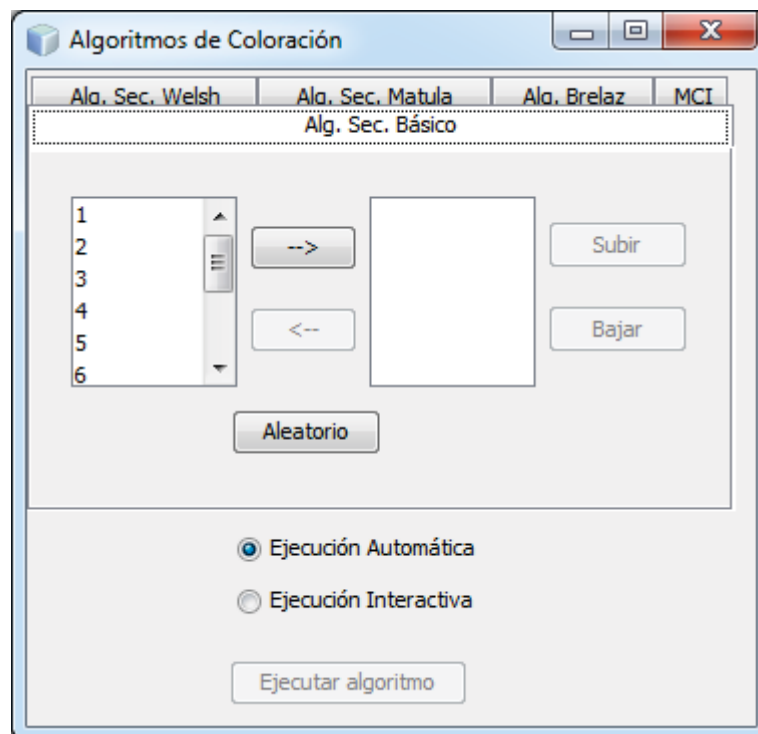 Algoritmos de Coloración
Alg. Sec. Welsh Alg. Sec. Matula Alg. Brelaz MCI
Alg. Sec. Básico
1
2
3
4
5
6
-->
<--
Subir
Bajar
Aleatorio
Ejecución Automática
Ejecución Interactiva
Ejecutar algoritmo